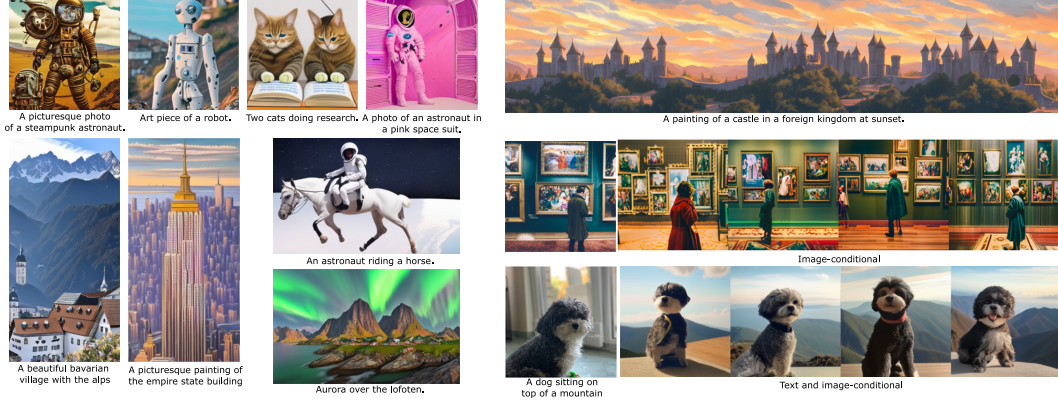 A picturesque photo
of a steampunk astronaut.
Art piece of a robot.
Two cats doing research.
A photo of an astronaut in
a pink space suit.
A painting of a castle in a foreign kingdom at sunset.
A beautiful bavarian
village with the alps
A picturesque painting of
the empire state building
An astronaut riding a horse.
Aurora over the lofoten.
Image-conditional
A dog sitting on
top of a mountain
Text and image-conditional